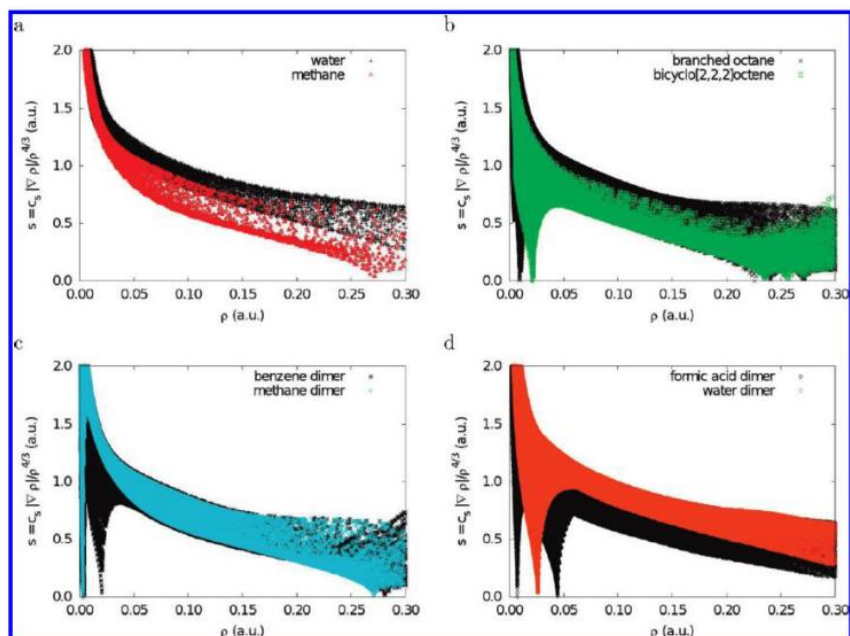 a
2.0
1.5
1.0
0.5
0.0
s = c_s |∇ρ|/ρ^{4/3} (a.u.)
water
methane
0.00 0.05 0.10 0.15 0.20 0.25 0.30
ρ (a.u.)
b
2.0
1.5
1.0
0.5
0.0
s = c_s |∇ρ|/ρ^{4/3} (a.u.)
branched octane
bicyclo[2,2,2]octene
0.00 0.05 0.10 0.15 0.20 0.25 0.30
ρ (a.u.)
c
2.0
1.5
1.0
0.5
0.0
s = c_s |∇ρ|/ρ^{4/3} (a.u.)
benzene dimer
methane dimer
0.00 0.05 0.10 0.15 0.20 0.25 0.30
ρ (a.u.)
d
2.0
1.5
1.0
0.5
0.0
s = c_s |∇ρ|/ρ^{4/3} (a.u.)
formic acid dimer
water dimer
0.00 0.05 0.10 0.15 0.20 0.25 0.30
ρ (a.u.)